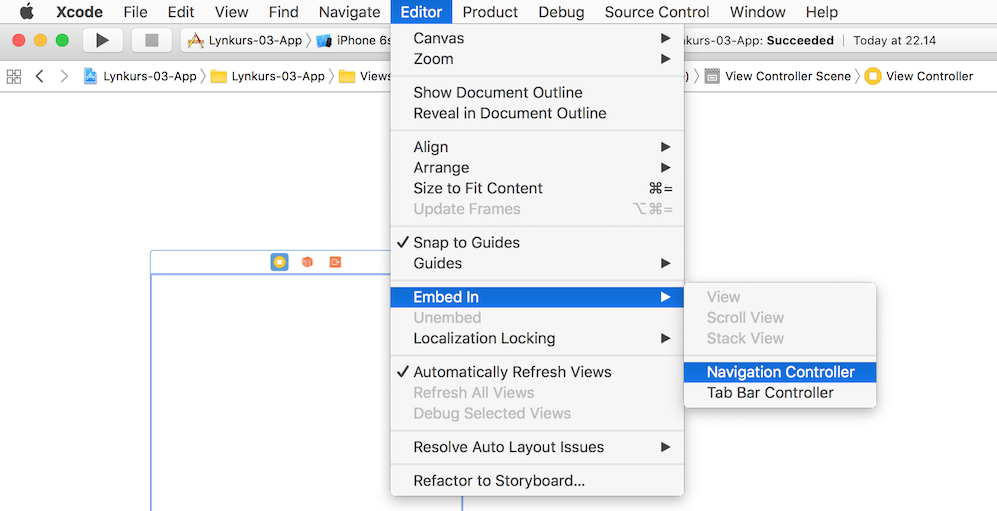 Xcode File Edit View Find Navigate Editor Product Debug Source Control Window Help
Lynkurs-03-App iPhone 6s kurs-03-App: Succeeded Today at 22.14
Lynkurs-03-App Lynkurs-03-App Views View Controller Scene View Controller
Canvas
Zoom
Show Document Outline
Reveal in Document Outline
Align
Arrange
Size to Fit Content ⌘=
Update Frames ⌥⌘=
✓ Snap to Guides
Guides
Embed In
Unembed
Localization Locking
✓ Automatically Refresh Views
Refresh All Views
Debug Selected Views
Resolve Auto Layout Issues
Refactor to Storyboard...
View
Scroll View
Stack View
Navigation Controller
Tab Bar Controller